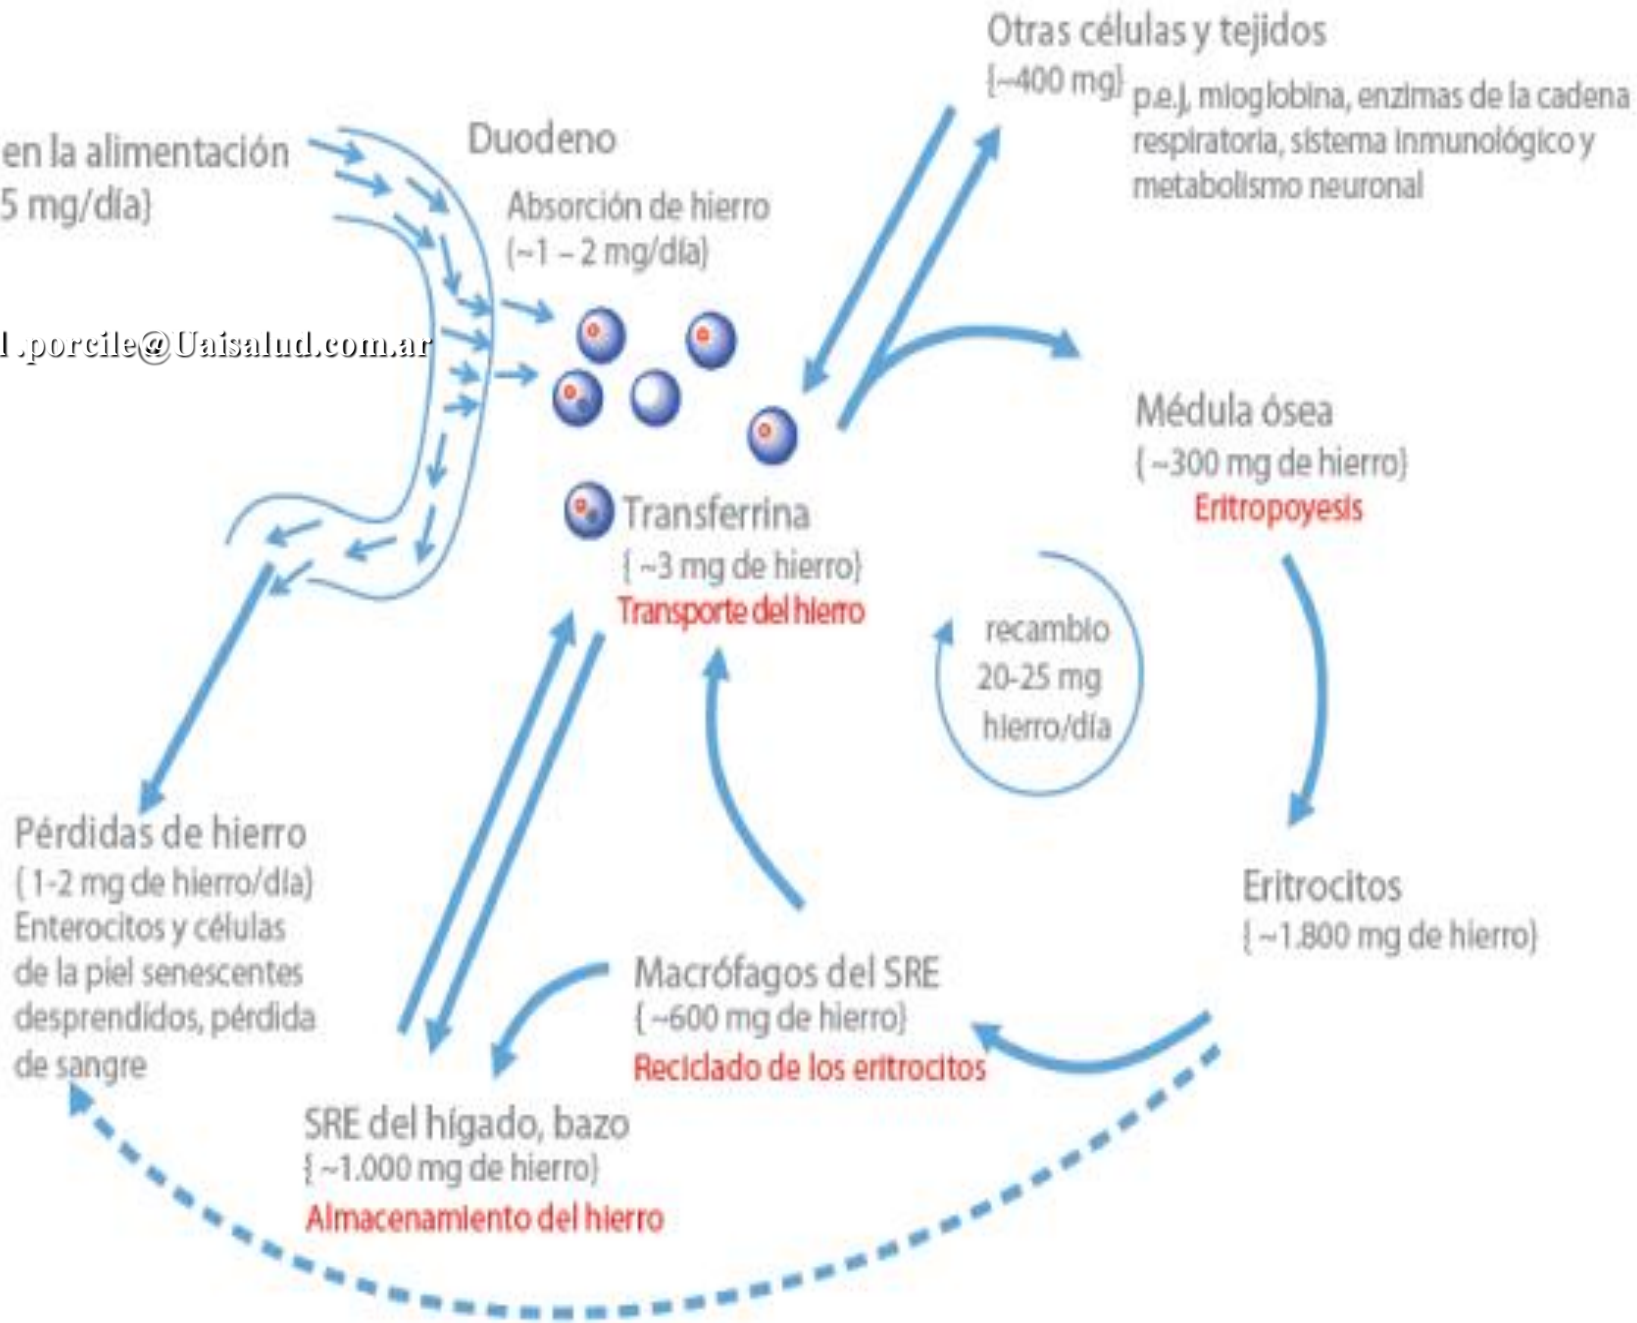 Otras células y tejidos
{~400 mg}
p.e.j, mioglobina, enzimas de la cadena
respiratoria, sistema inmunológico y
metabolismo neuronal
en la alimentación
5 mg/día}
Duodeno
Absorción de hierro
(~1 – 2 mg/día)
l .porcile@Uaisalud.com.ar
Médula ósea
{ ~300 mg de hierro}
Eritropoyesis
Transferrina
{ ~3 mg de hierro}
Transporte del hierro
recambio
20-25 mg
hierro/día
Pérdidas de hierro
( 1-2 mg de hierro/día)
Enterocitos y células
de la piel senescentes
desprendidos, pérdida
de sangre
Eritrocitos
{ ~1.800 mg de hierro}
Macrófagos del SRE
{ ~600 mg de hierro}
Reciclado de los eritrocitos
SRE del hígado, bazo
{ ~1.000 mg de hierro}
Almacenamiento del hierro